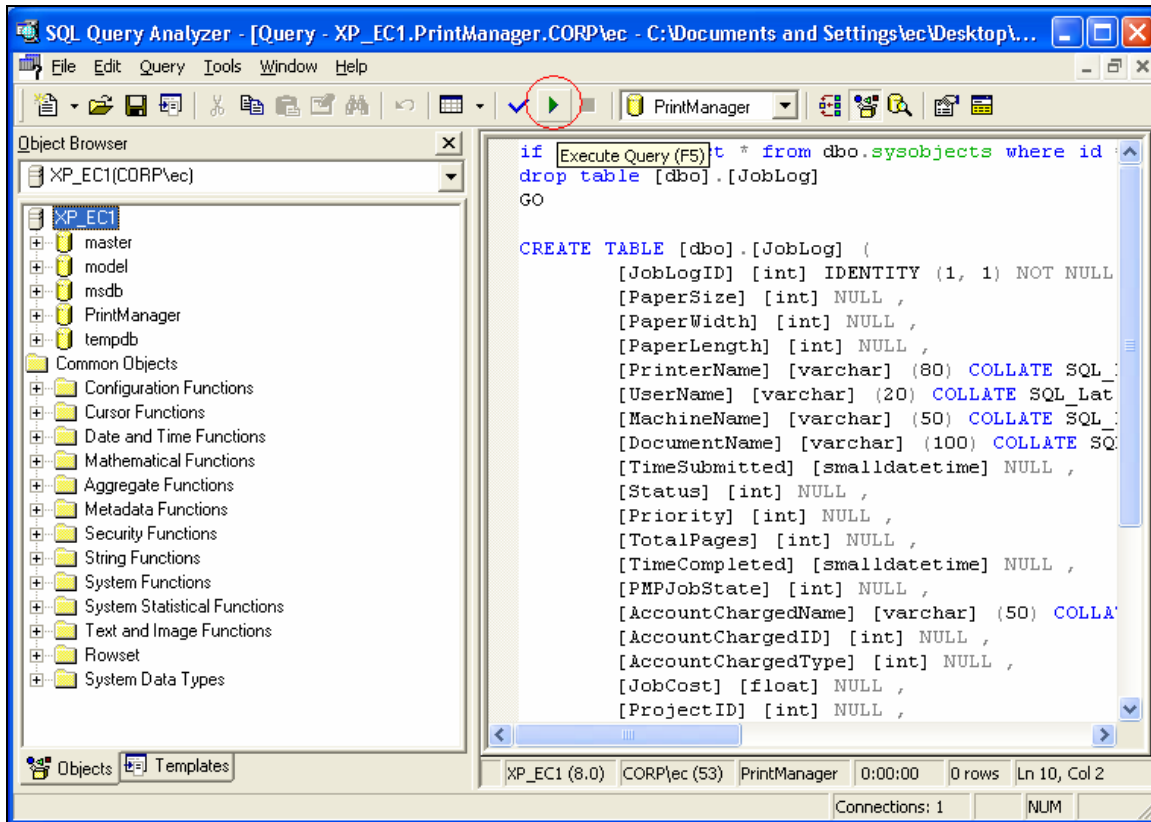 SQL Query Analyzer - [Query - XP_EC1.PrintManager.CORP\ec - C:\Documents and Settings\ec\Desktop\...
File Edit Query Tools Window Help
PrintManager
Execute Query (F5)
Object Browser
XP_EC1(CORP\ec)
XP_EC1
master
model
msdb
PrintManager
tempdb
Common Objects
Configuration Functions
Cursor Functions
Date and Time Functions
Mathematical Functions
Aggregate Functions
Metadata Functions
Security Functions
String Functions
System Functions
System Statistical Functions
Text and Image Functions
Rowset
System Data Types
Objects Templates
if * from dbo.sysobjects where id
drop table [dbo].[JobLog]
GO
CREATE TABLE [dbo].[JobLog] (
[JobLogID] [int] IDENTITY (1, 1) NOT NULL
[PaperSize] [int] NULL ,
[PaperWidth] [int] NULL ,
[PaperLength] [int] NULL ,
[PrinterName] [varchar] (80) COLLATE SQL_
[UserName] [varchar] (20) COLLATE SQL_Lat
[MachineName] [varchar] (50) COLLATE SQL_
[DocumentName] [varchar] (100) COLLATE SQ
[TimeSubmitted] [smalldatetime] NULL ,
[Status] [int] NULL ,
[Priority] [int] NULL ,
[TotalPages] [int] NULL ,
[TimeCompleted] [smalldatetime] NULL ,
[PMPJobState] [int] NULL ,
[AccountChargedName] [varchar] (50) COLLA
[AccountChargedID] [int] NULL ,
[AccountChargedType] [int] NULL ,
[JobCost] [float] NULL ,
[ProjectID] [int] NULL ,
XP_EC1 (8.0) CORP\ec (53) PrintManager 0:00:00 0 rows Ln 10, Col 2
Connections: 1 NUM